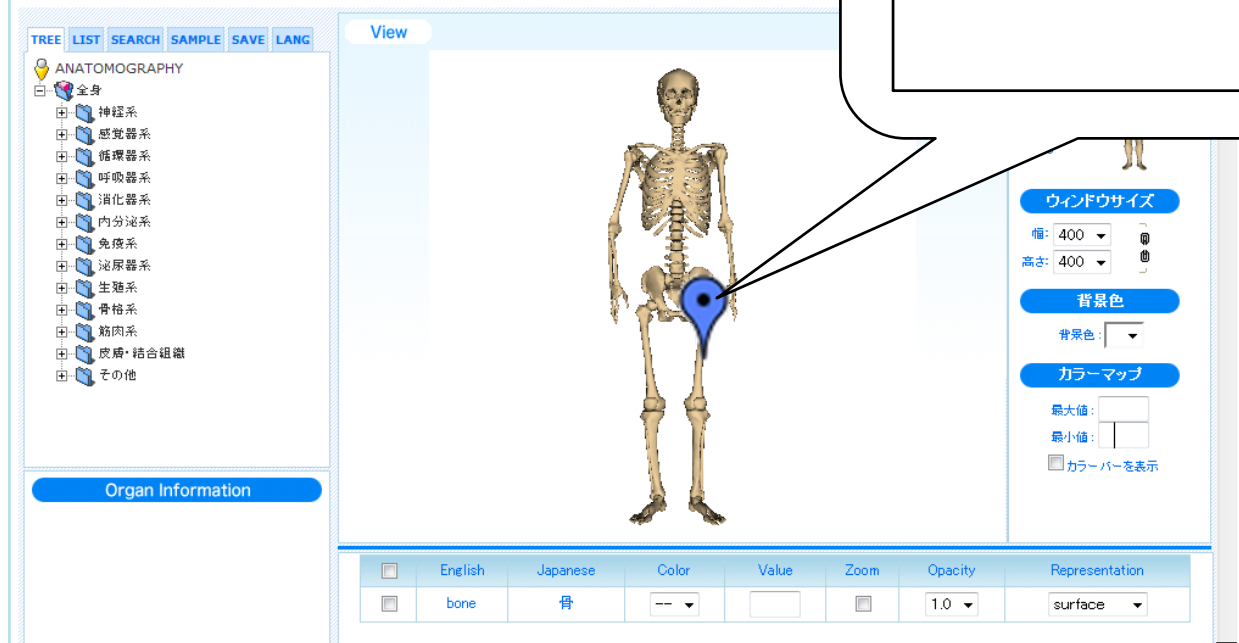 TREE LIST SEARCH SAMPLE SAVE LANG
ANATOMOGRAPHY
全身
神経系
感覚器系
循環器系
呼吸器系
消化器系
内分泌系
免疫系
泌尿器系
生殖系
骨格系
筋肉系
皮膚・結合組織
その他
Organ Information
View
ウィンドウサイズ
幅: 400
高さ: 400
背景色
背景色:
カラーマップ
最大値:
最小値:
カラーバーを表示
English Japanese Color Value Zoom Opacity Representation
bone 骨 -- 1.0 surface